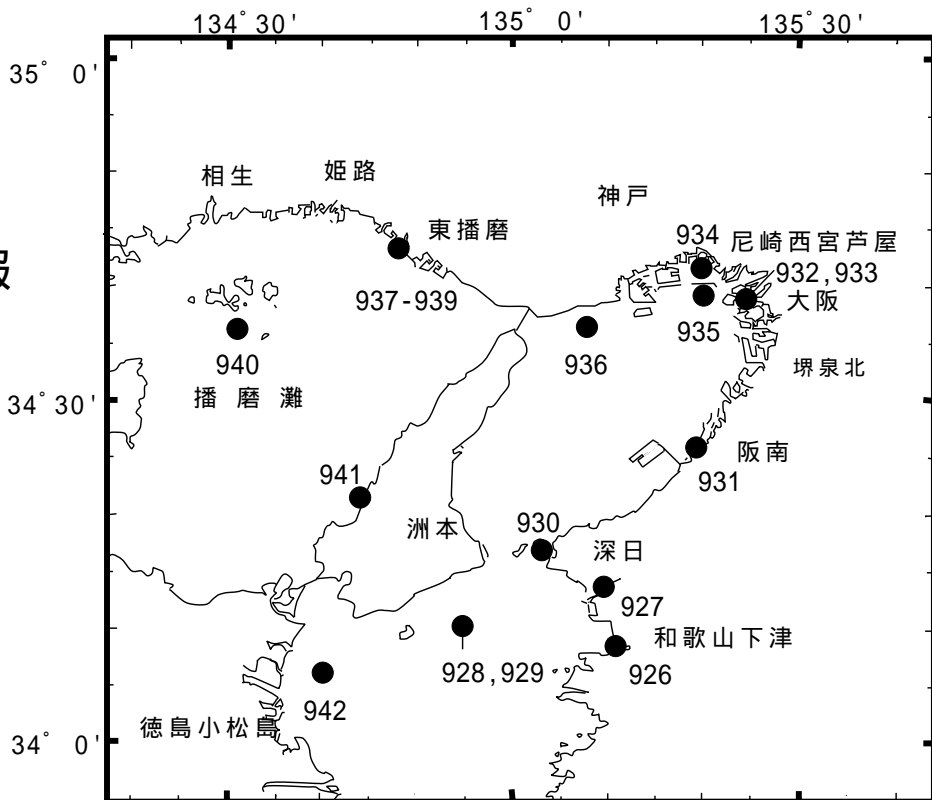 134° 30'
135° 0'
135° 30'
35° 0'
相生
姫路
神戸
東播磨
934
尼崎西宮芦屋
報
932,933
937-939
大阪
935
940
936
堺泉北
播磨灘
34° 30'
阪南
941
931
930
洲本
深日
927
和歌山下津
928,929
926
942
徳島小松島
34° 0'